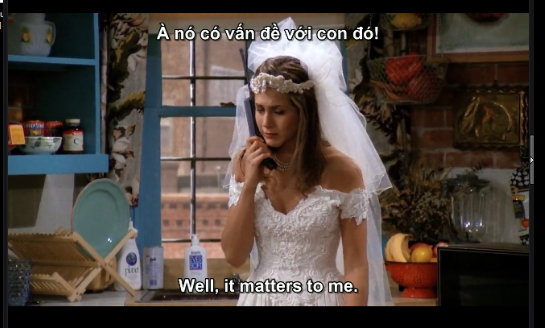 À nó có vấn đề với con đó!
Well, it matters to me.